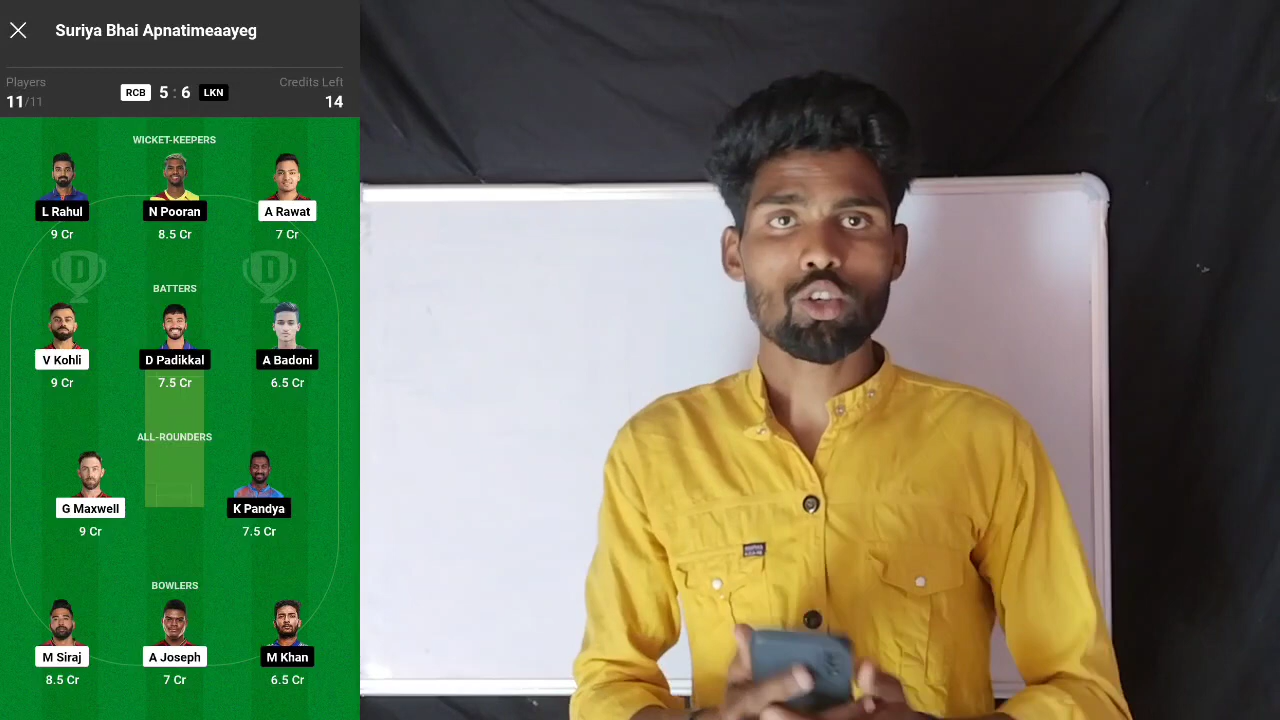 Suriya Bhai Apnatimeaayeg
Players
Credits Left
11/11
RCB 5 : 6 LKN
14
WICKET-KEEPERS
L Rahul
N Pooran
A Rawat
9 Cr
8.5 Cr
7 Cr
D
D
BATTERS
V Kohli
D Padikkal
A Badoni
9 Cr
7.5 Cr
6.5 Cr
ALL-ROUNDERS
G Maxwell
K Pandya
9 Cr
7.5 Cr
BOWLERS
M Siraj
A Joseph
M Khan
8.5 Cr
7 Cr
6.5 Cr